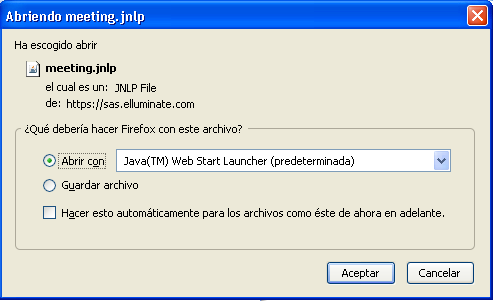 Abriendo meeting.jnlp
Ha escogido abrir
meeting.jnlp
el cual es un: JNLP File
de: https://sas.elluminate.com
¿Qué debería hacer Firefox con este archivo?
Abrir con Java(TM) Web Start Launcher (predeterminada)
Guardar archivo
Hacer esto automáticamente para los archivos como éste de ahora en adelante.
Aceptar Cancelar